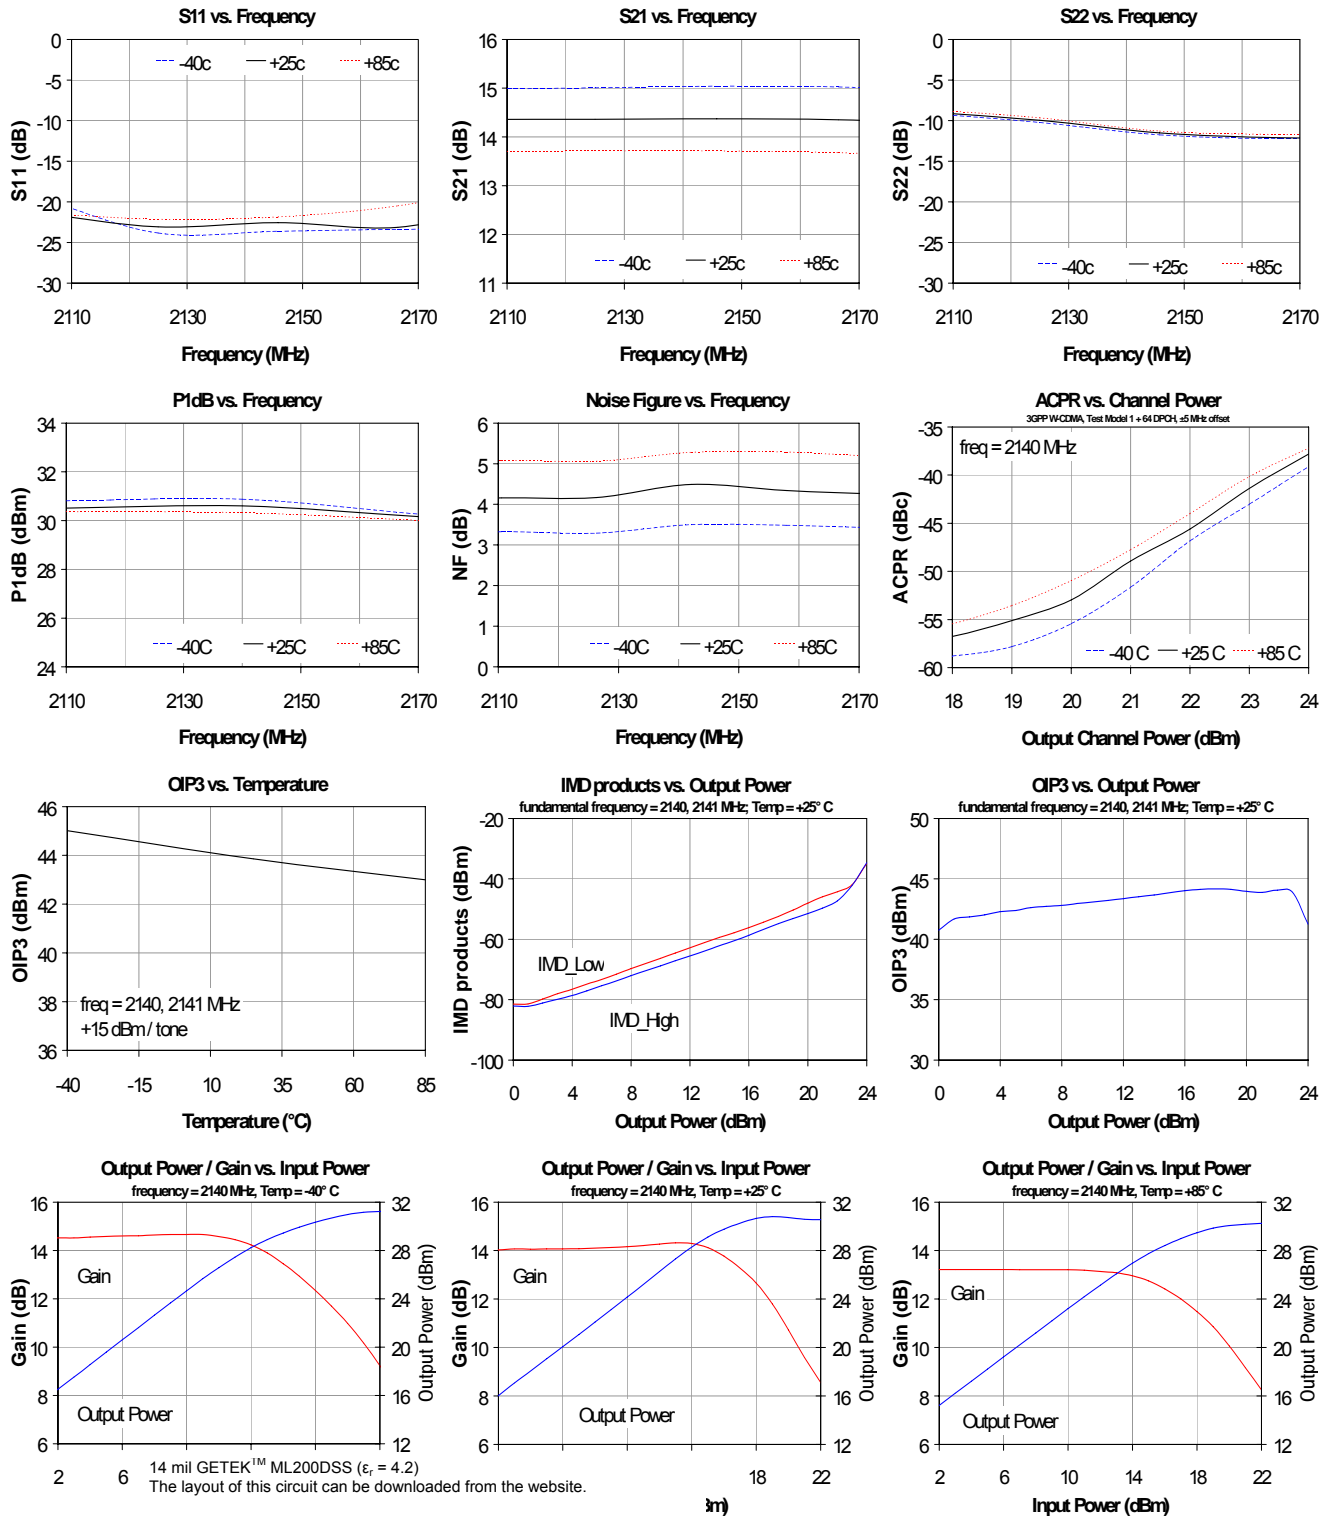 S11 vs. Frequency
0
-5
-10
-15
-20
-25
-30
S11 (dB)
-40c +25c +85c
2110 2130 2150 2170
Frequency (MHz)
S21 vs. Frequency
16
15
14
13
12
11
S21 (dB)
-40c +25c +85c
2110 2130 2150 2170
Frequency (MHz)
S22 vs. Frequency
0
-5
-10
-15
-20
-25
-30
S22 (dB)
-40c +25c +85c
2110 2130 2150 2170
Frequency (MHz)
P1dB vs. Frequency
34
32
30
28
26
24
P1dB (dBm)
-40C +25C +85C
2110 2130 2150 2170
Frequency (MHz)
Noise Figure vs. Frequency
6
5
4
3
2
1
0
NF (dB)
-40C +25C +85C
2110 2130 2150 2170
Frequency (MHz)
ACPR vs. Channel Power
3GPP W-CDMA, Test Model 1 + 64 DPCH, ±5 MHz offset
freq = 2140 MHz
-35
-40
-45
-50
-55
-60
ACPR (dBc)
-40 C +25 C +85 C
18 19 20 21 22 23 24
Output Channel Power (dBm)
OIP3 vs. Temperature
46
44
42
40
38
36
OIP3 (dBm)
freq = 2140, 2141 MHz
+15 dBm / tone
-40 -15 10 35 60 85
Temperature (°C)
IMD products vs. Output Power
fundamental frequency = 2140, 2141 MHz; Temp = +25° C
-20
-40
-60
-80
-100
IMD products (dBm)
IMD_Low
IMD_High
0 4 8 12 16 20 24
Output Power (dBm)
OIP3 vs. Output Power
fundamental frequency = 2140, 2141 MHz; Temp = +25° C
50
45
40
35
30
OIP3 (dBm)
0 4 8 12 16 20 24
Output Power (dBm)
Output Power / Gain vs. Input Power
frequency = 2140 MHz, Temp = -40° C
16
14
12
10
8
6
Gain (dB)
Gain
Output Power
32
28
24
20
16
12
Output Power (dBm)
2 6
Output Power / Gain vs. Input Power
frequency = 2140 MHz, Temp = +25° C
16
14
12
10
8
6
Gain (dB)
Gain
Output Power
32
28
24
20
16
12
Output Power (dBm)
18 22
Output Power / Gain vs. Input Power
frequency = 2140 MHz, Temp = +85° C
16
14
12
10
8
6
Gain (dB)
Gain
Output Power
32
28
24
20
16
12
Output Power (dBm)
2 6 10 14 18 22
Input Power (dBm)
14 mil GETEK™ ML200DSS (εr = 4.2)
The layout of this circuit can be downloaded from the website.